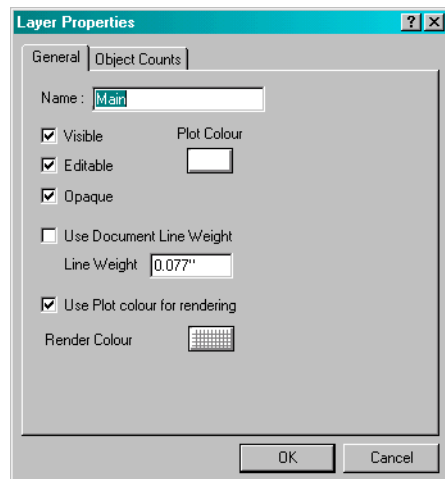 Layer Properties
General Object Counts
Name : Main
Visible Plot Colour
Editable
Opaque
Use Document Line Weight
Line Weight 0.077"
Use Plot colour for rendering
Render Colour
OK Cancel